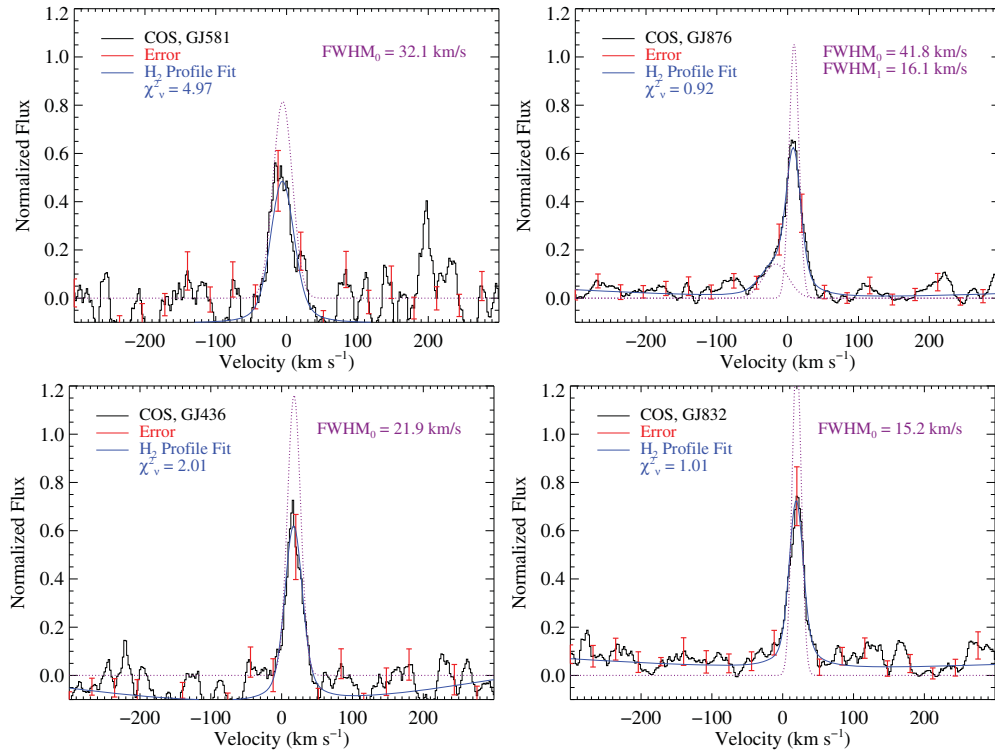 COS, GJ581
Error
H₂ Profile Fit
χ²ᵥ = 4.97
FWHM₀ = 32.1 km/s
1.2
1.0
0.8
0.6
0.4
0.2
0.0
Normalized Flux
-200 -100 0 100 200
Velocity (km s⁻¹)
COS, GJ876
Error
H₂ Profile Fit
χ²ᵥ = 0.92
FWHM₀ = 41.8 km/s
FWHM₁ = 16.1 km/s
1.2
1.0
0.8
0.6
0.4
0.2
0.0
Normalized Flux
-200 -100 0 100 200
Velocity (km s⁻¹)
COS, GJ436
Error
H₂ Profile Fit
χ²ᵥ = 2.01
FWHM₀ = 21.9 km/s
1.2
1.0
0.8
0.6
0.4
0.2
0.0
Normalized Flux
-200 -100 0 100 200
Velocity (km s⁻¹)
COS, GJ832
Error
H₂ Profile Fit
χ²ᵥ = 1.01
FWHM₀ = 15.2 km/s
1.2
1.0
0.8
0.6
0.4
0.2
0.0
Normalized Flux
-200 -100 0 100 200
Velocity (km s⁻¹)